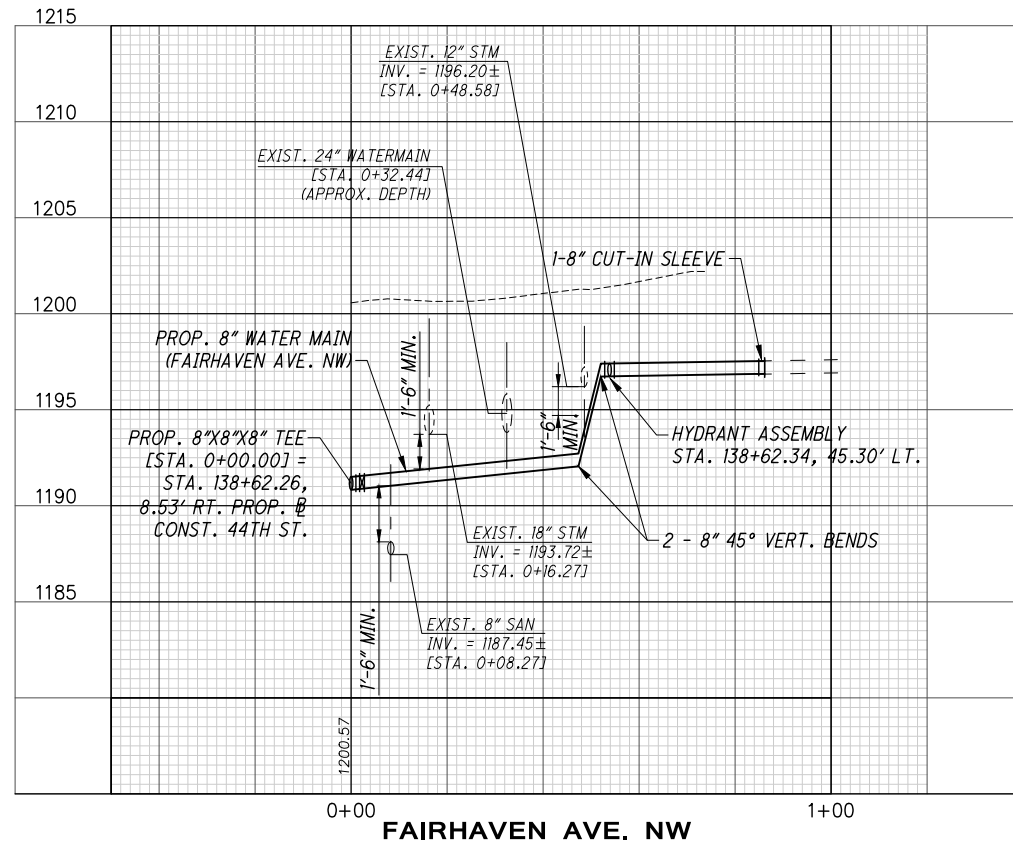 1215
1210
1205
1200
1195
1190
1185
EXIST. 12" STM
INV. = 1196.20±
[STA. 0+48.58]
EXIST. 24" WATERMAIN
[STA. 0+32.44]
(APPROX. DEPTH)
1-8" CUT-IN SLEEVE
PROP. 8" WATER MAIN
(FAIRHAVEN AVE. NW)
1'-6" MIN.
1'-6"
MIN.
PROP. 8"X8"X8" TEE
[STA. 0+00.00] =
STA. 138+62.26,
8.53' RT. PROP. ⅊
CONST. 44TH ST.
HYDRANT ASSEMBLY
STA. 138+62.34, 45.30' LT.
2 - 8" 45° VERT. BENDS
EXIST. 18" STM
INV. = 1193.72±
[STA. 0+16.27]
EXIST. 8" SAN
INV. = 1187.45±
[STA. 0+08.27]
1'-6" MIN.
1200.57
0+00
1+00
FAIRHAVEN AVE. NW